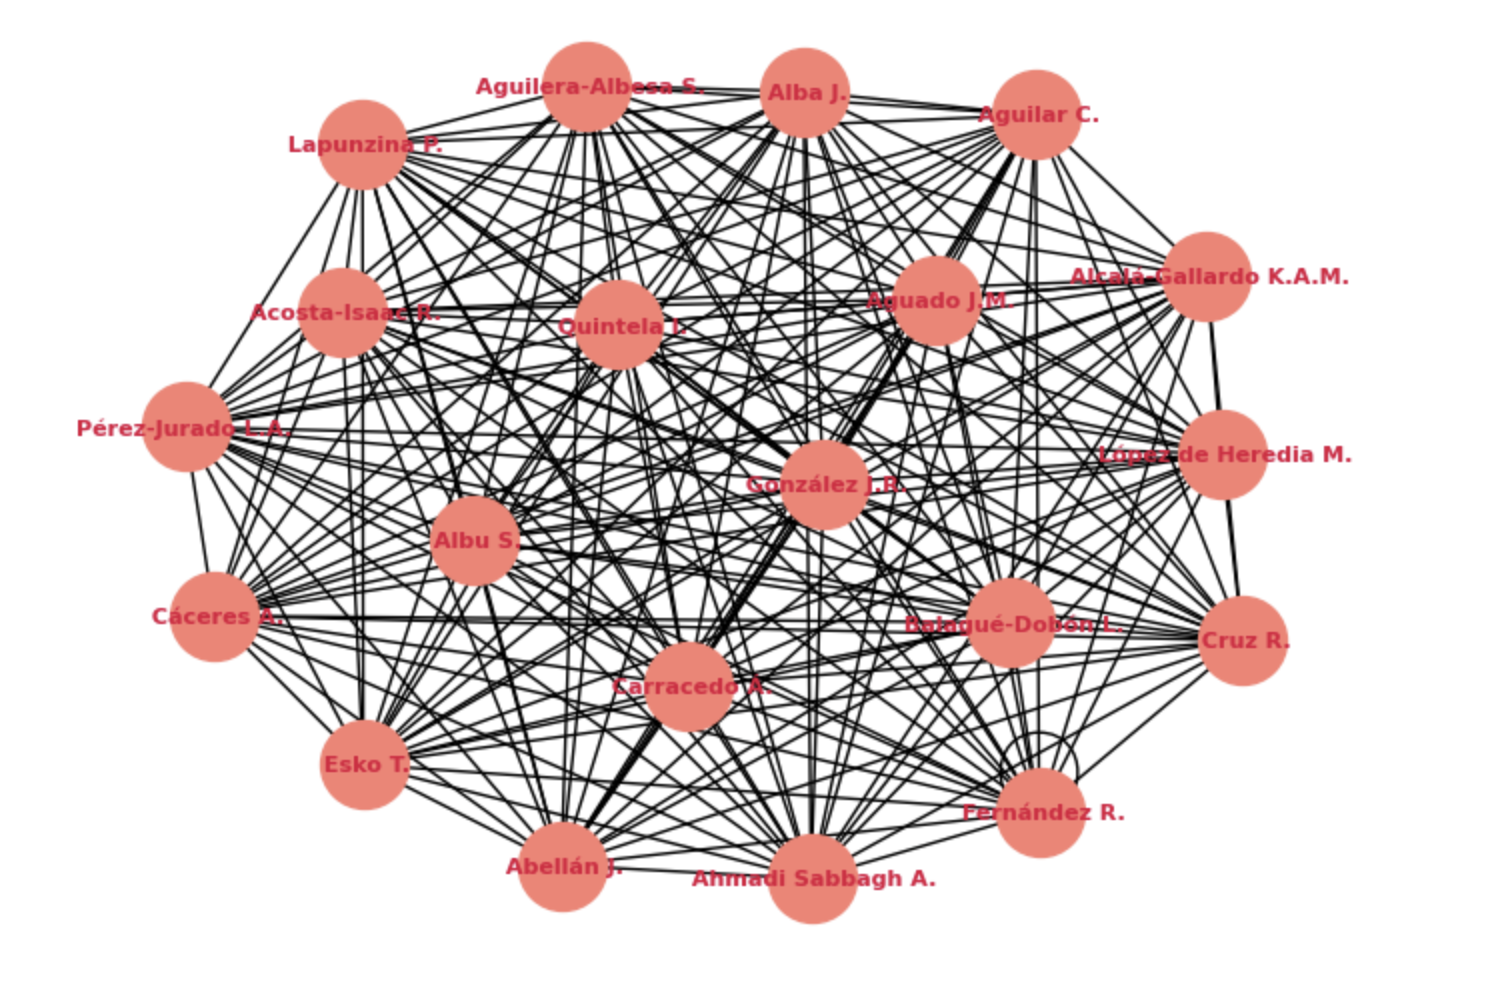 Aguilera-Albesa S.
Alba J.
Aguilar C.
Lapunzina P.
Alcalá-Gallardo K.A.M.
Aguado J.M.
Acosta-Isaac R.
Quintela I.
Pérez-Jurado L.A.
López de Heredia M.
González J.R.
Albu S.
Cáceres A.
Balagué-Dobón L.
Cruz R.
Carracedo A.
Esko T.
Fernández R.
Abellán J.
Ahmadi Sabbagh A.